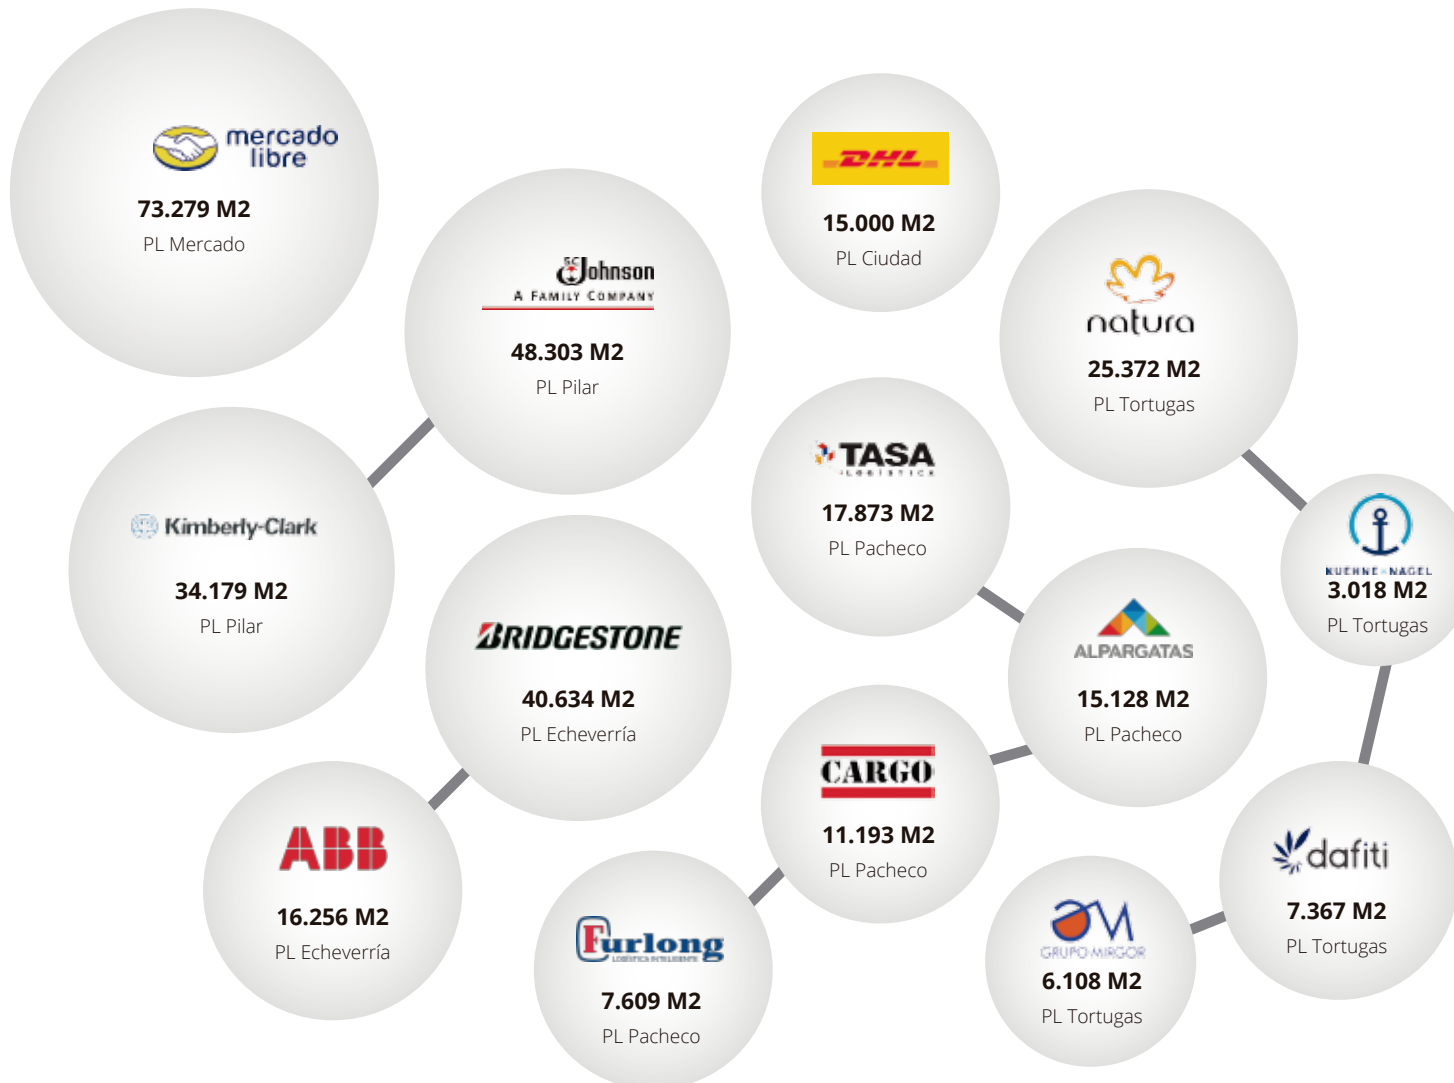 mercado
libre
73.279 M2
PL Mercado
SC Johnson
A FAMILY COMPANY
48.303 M2
PL Pilar
DHL
15.000 M2
PL Ciudad
natura
25.372 M2
PL Tortugas
Kimberly-Clark
34.179 M2
PL Pilar
TASA
LOGÍSTICA
17.873 M2
PL Pacheco
KUEHNE+NAGEL
3.018 M2
PL Tortugas
BRIDGESTONE
40.634 M2
PL Echeverría
ALPARGATAS
15.128 M2
PL Pacheco
ABB
16.256 M2
PL Echeverría
CARGO
11.193 M2
PL Pacheco
dafiti
7.367 M2
PL Tortugas
Furlong
LOGÍSTICA INTELIGENTE
7.609 M2
PL Pacheco
GRUPO MIRGOR
6.108 M2
PL Tortugas